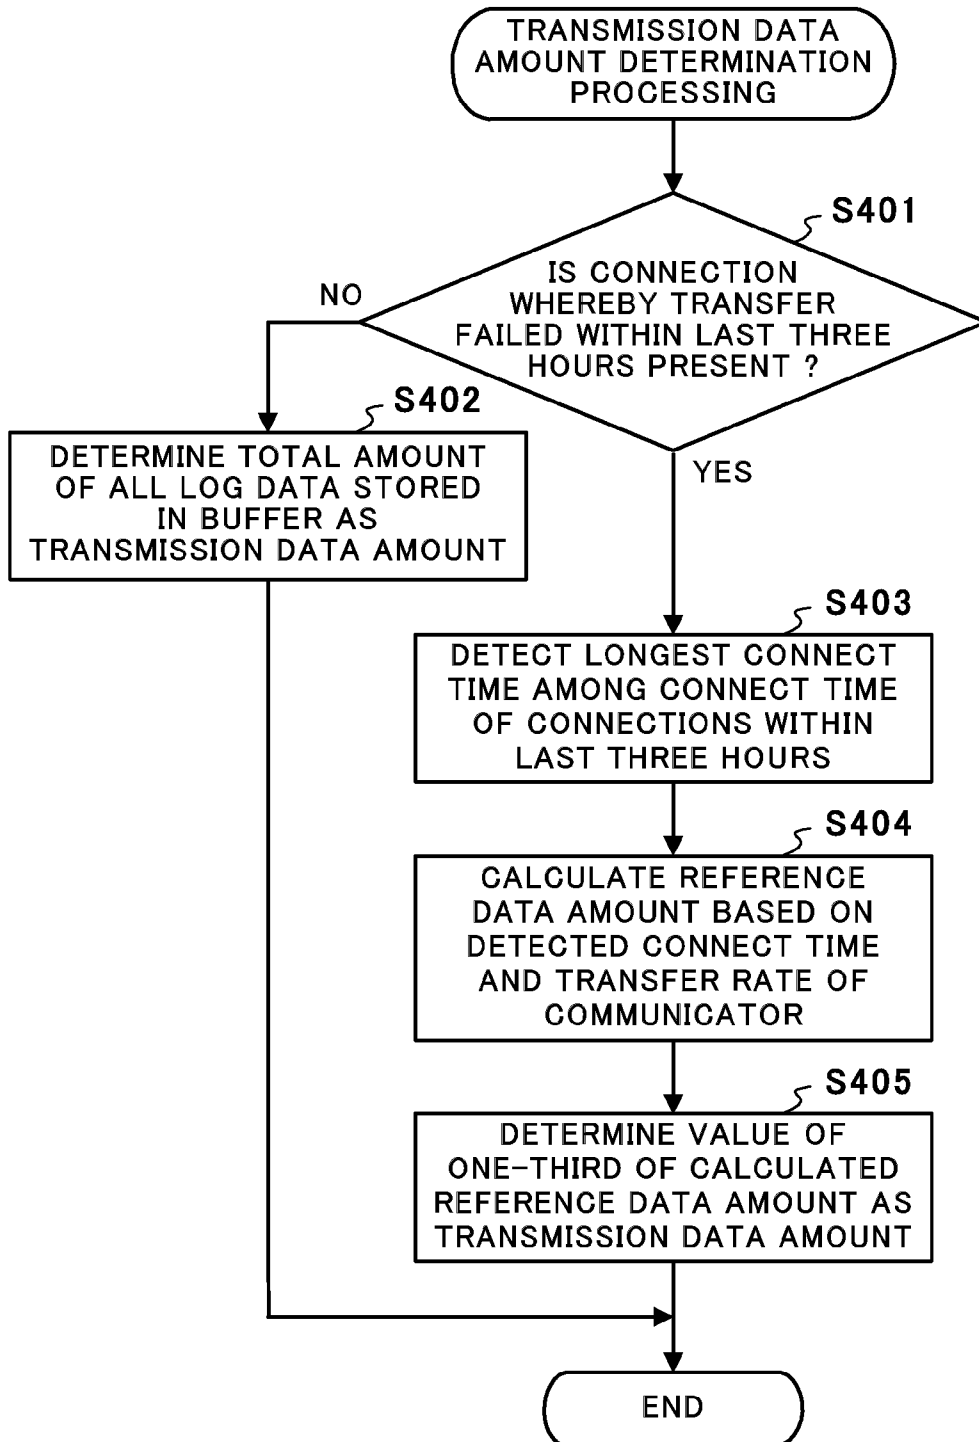 TRANSMISSION DATA
AMOUNT DETERMINATION
PROCESSING
S401
IS CONNECTION
WHEREBY TRANSFER
FAILED WITHIN LAST THREE
HOURS PRESENT ?
NO
YES
S402
DETERMINE TOTAL AMOUNT
OF ALL LOG DATA STORED
IN BUFFER AS
TRANSMISSION DATA AMOUNT
S403
DETECT LONGEST CONNECT
TIME AMONG CONNECT TIME
OF CONNECTIONS WITHIN
LAST THREE HOURS
S404
CALCULATE REFERENCE
DATA AMOUNT BASED ON
DETECTED CONNECT TIME
AND TRANSFER RATE OF
COMMUNICATOR
S405
DETERMINE VALUE OF
ONE-THIRD OF CALCULATED
REFERENCE DATA AMOUNT AS
TRANSMISSION DATA AMOUNT
END